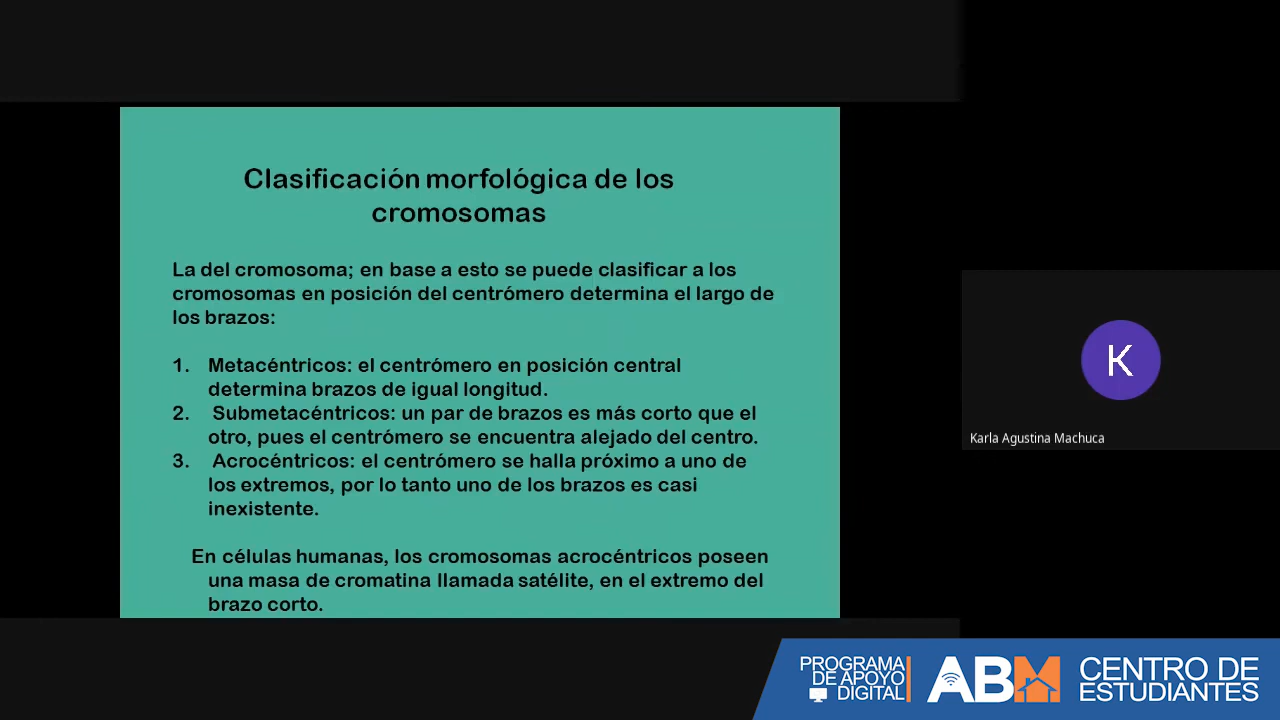 Clasificación morfológica de los
cromosomas
La del cromosoma; en base a esto se puede clasificar a los
cromosomas en posición del centrómero determina el largo de
los brazos:
1. Metacéntricos: el centrómero en posición central
determina brazos de igual longitud.
2. Submetacéntricos: un par de brazos es más corto que el
otro, pues el centrómero se encuentra alejado del centro.
3. Acrocéntricos: el centrómero se halla próximo a uno de
los extremos, por lo tanto uno de los brazos es casi
inexistente.
En células humanas, los cromosomas acrocéntricos poseen
una masa de cromatina llamada satélite, en el extremo del
brazo corto.
K
Karla Agustina Machuca
PROGRAMA
DE APOYO
DIGITAL
ABM
CENTRO DE
ESTUDIANTES